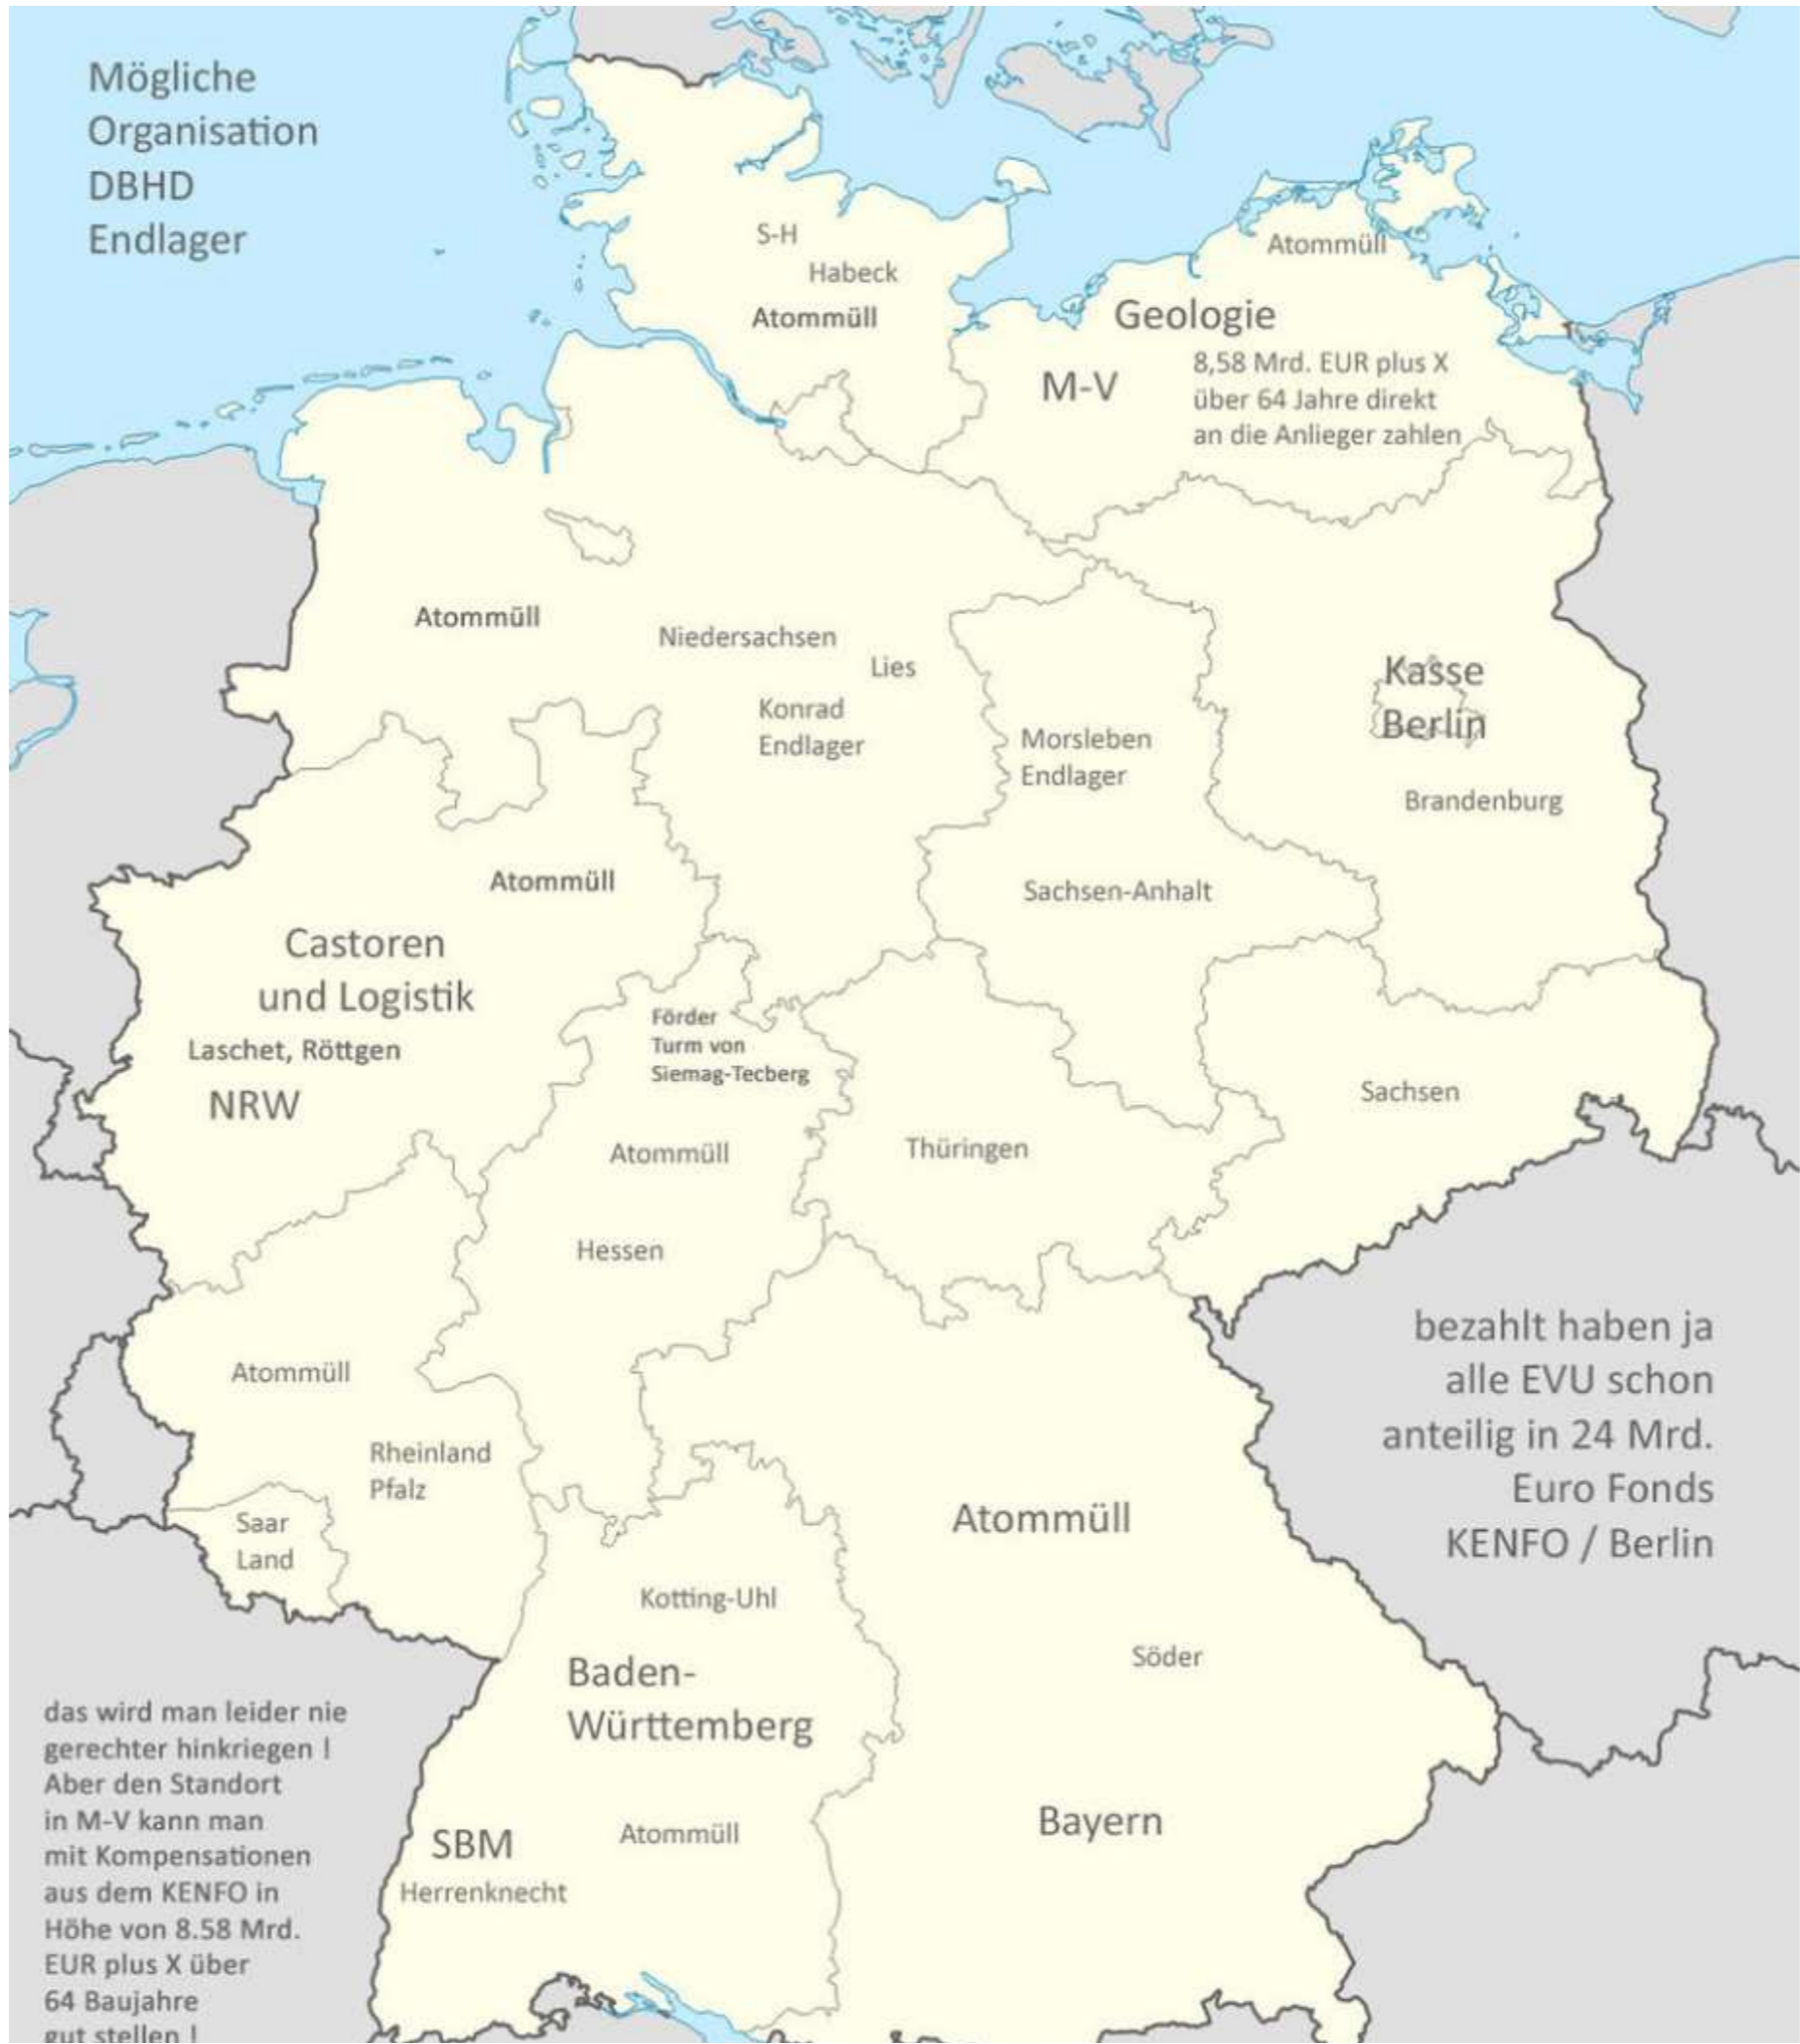 Mögliche
Organisation
DBHD
Endlager
S-H
Habeck
Atommüll
Atommüll
Geologie
M-V
8,58 Mrd. EUR plus X
über 64 Jahre direkt
an die Anlieger zahlen
Atommüll
Niedersachsen
Lies
Konrad
Endlager
Morsleben
Endlager
Kasse
Berlin
Brandenburg
Atommüll
Sachsen-Anhalt
Castoren
und Logistik
Laschet, Röttgen
NRW
Förder
Turm von
Siemag-Tecberg
Atommüll
Hessen
Thüringen
Sachsen
Atommüll
Rheinland
Pfalz
Saar
Land
bezahlt haben ja
alle EVU schon
anteilig in 24 Mrd.
Euro Fonds
KENFO / Berlin
Atommüll
Kotting-Uhl
Söder
Baden-
Württemberg
Bayern
SBM
Atommüll
Herrenknecht
das wird man leider nie
gerechter hinkriegen !
Aber den Standort
in M-V kann man
mit Kompensationen
aus dem KENFO in
Höhe von 8.58 Mrd.
EUR plus X über
64 Baujahre
gut stellen !